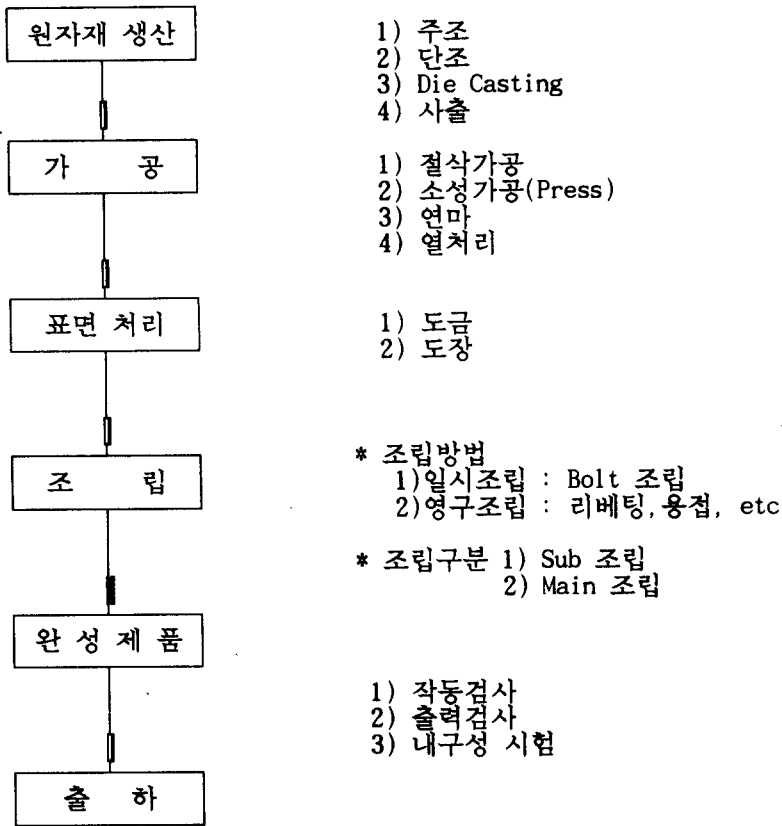 원자재 생산
1) 주조
2) 단조
3) Die Casting
4) 사출
가 공
1) 절삭가공
2) 소성가공(Press)
3) 연마
4) 열처리
표면 처리
1) 도금
2) 도장
조 립
* 조립방법
1)일시조립 : Bolt 조립
2)영구조립 : 리베팅,용접, etc
* 조립구분 1) Sub 조립
2) Main 조립
완 성 제 품
1) 작동검사
2) 출력검사
3) 내구성 시험
출 하